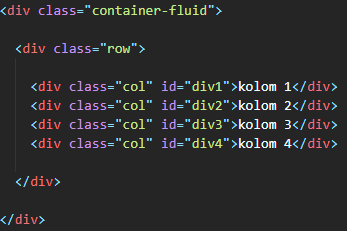 <div class="container-fluid">
<div class="row">
<div class="col" id="div1">kolom 1</div>
<div class="col" id="div2">kolom 2</div>
<div class="col" id="div3">kolom 3</div>
<div class="col" id="div4">kolom 4</div>
</div>
</div>